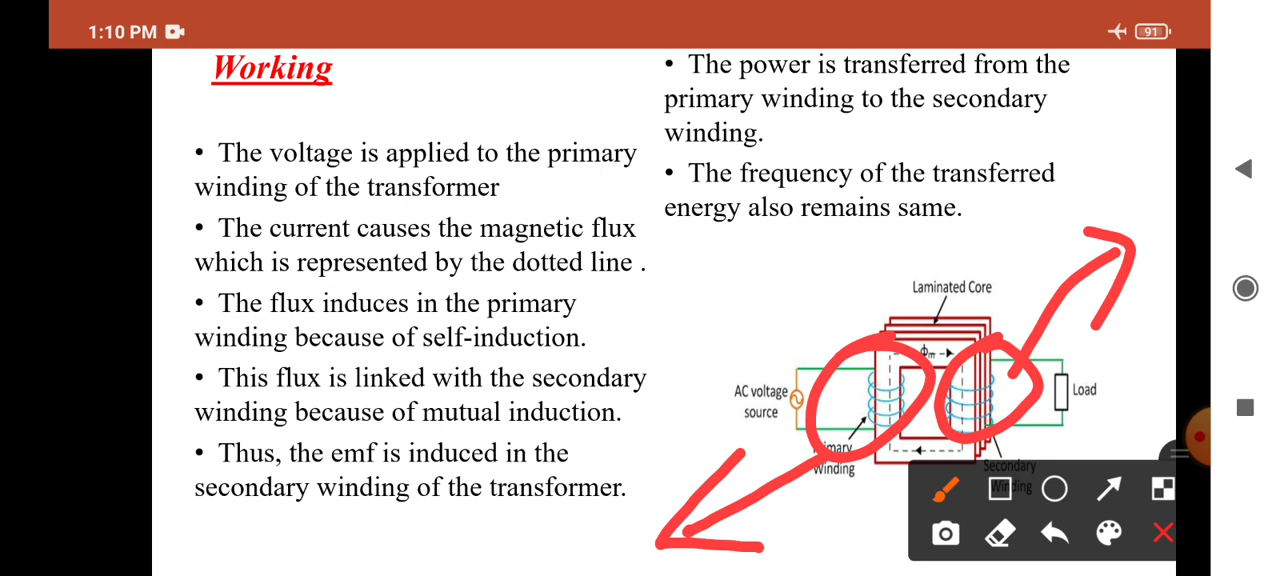 1:10 PM
91
Working
• The voltage is applied to the primary
winding of the transformer
• The current causes the magnetic flux
which is represented by the dotted line .
• The flux induces in the primary
winding because of self-induction.
• This flux is linked with the secondary
winding because of mutual induction.
• Thus, the emf is induced in the
secondary winding of the transformer.
• The power is transferred from the
primary winding to the secondary
winding.
• The frequency of the transferred
energy also remains same.
Laminated Core
ϕm
AC voltage
source
Load
Primary
Winding
Secondary
Winding